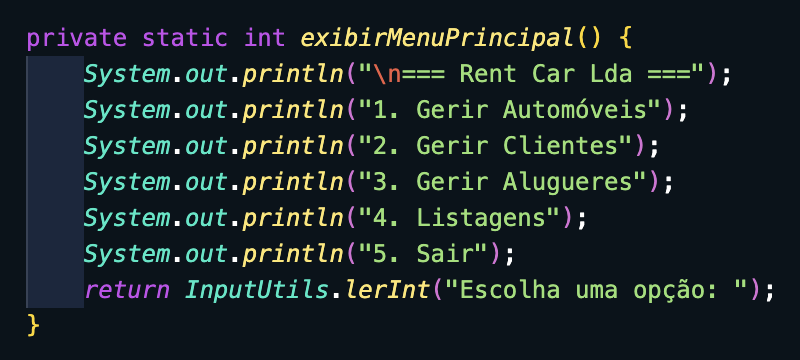 private static int exibirMenuPrincipal() {
    System.out.println("\n=== Rent Car Lda ===");
    System.out.println("1. Gerir Automóveis");
    System.out.println("2. Gerir Clientes");
    System.out.println("3. Gerir Alugueres");
    System.out.println("4. Listagens");
    System.out.println("5. Sair");
    return InputUtils.lerInt("Escolha uma opção: ");
}